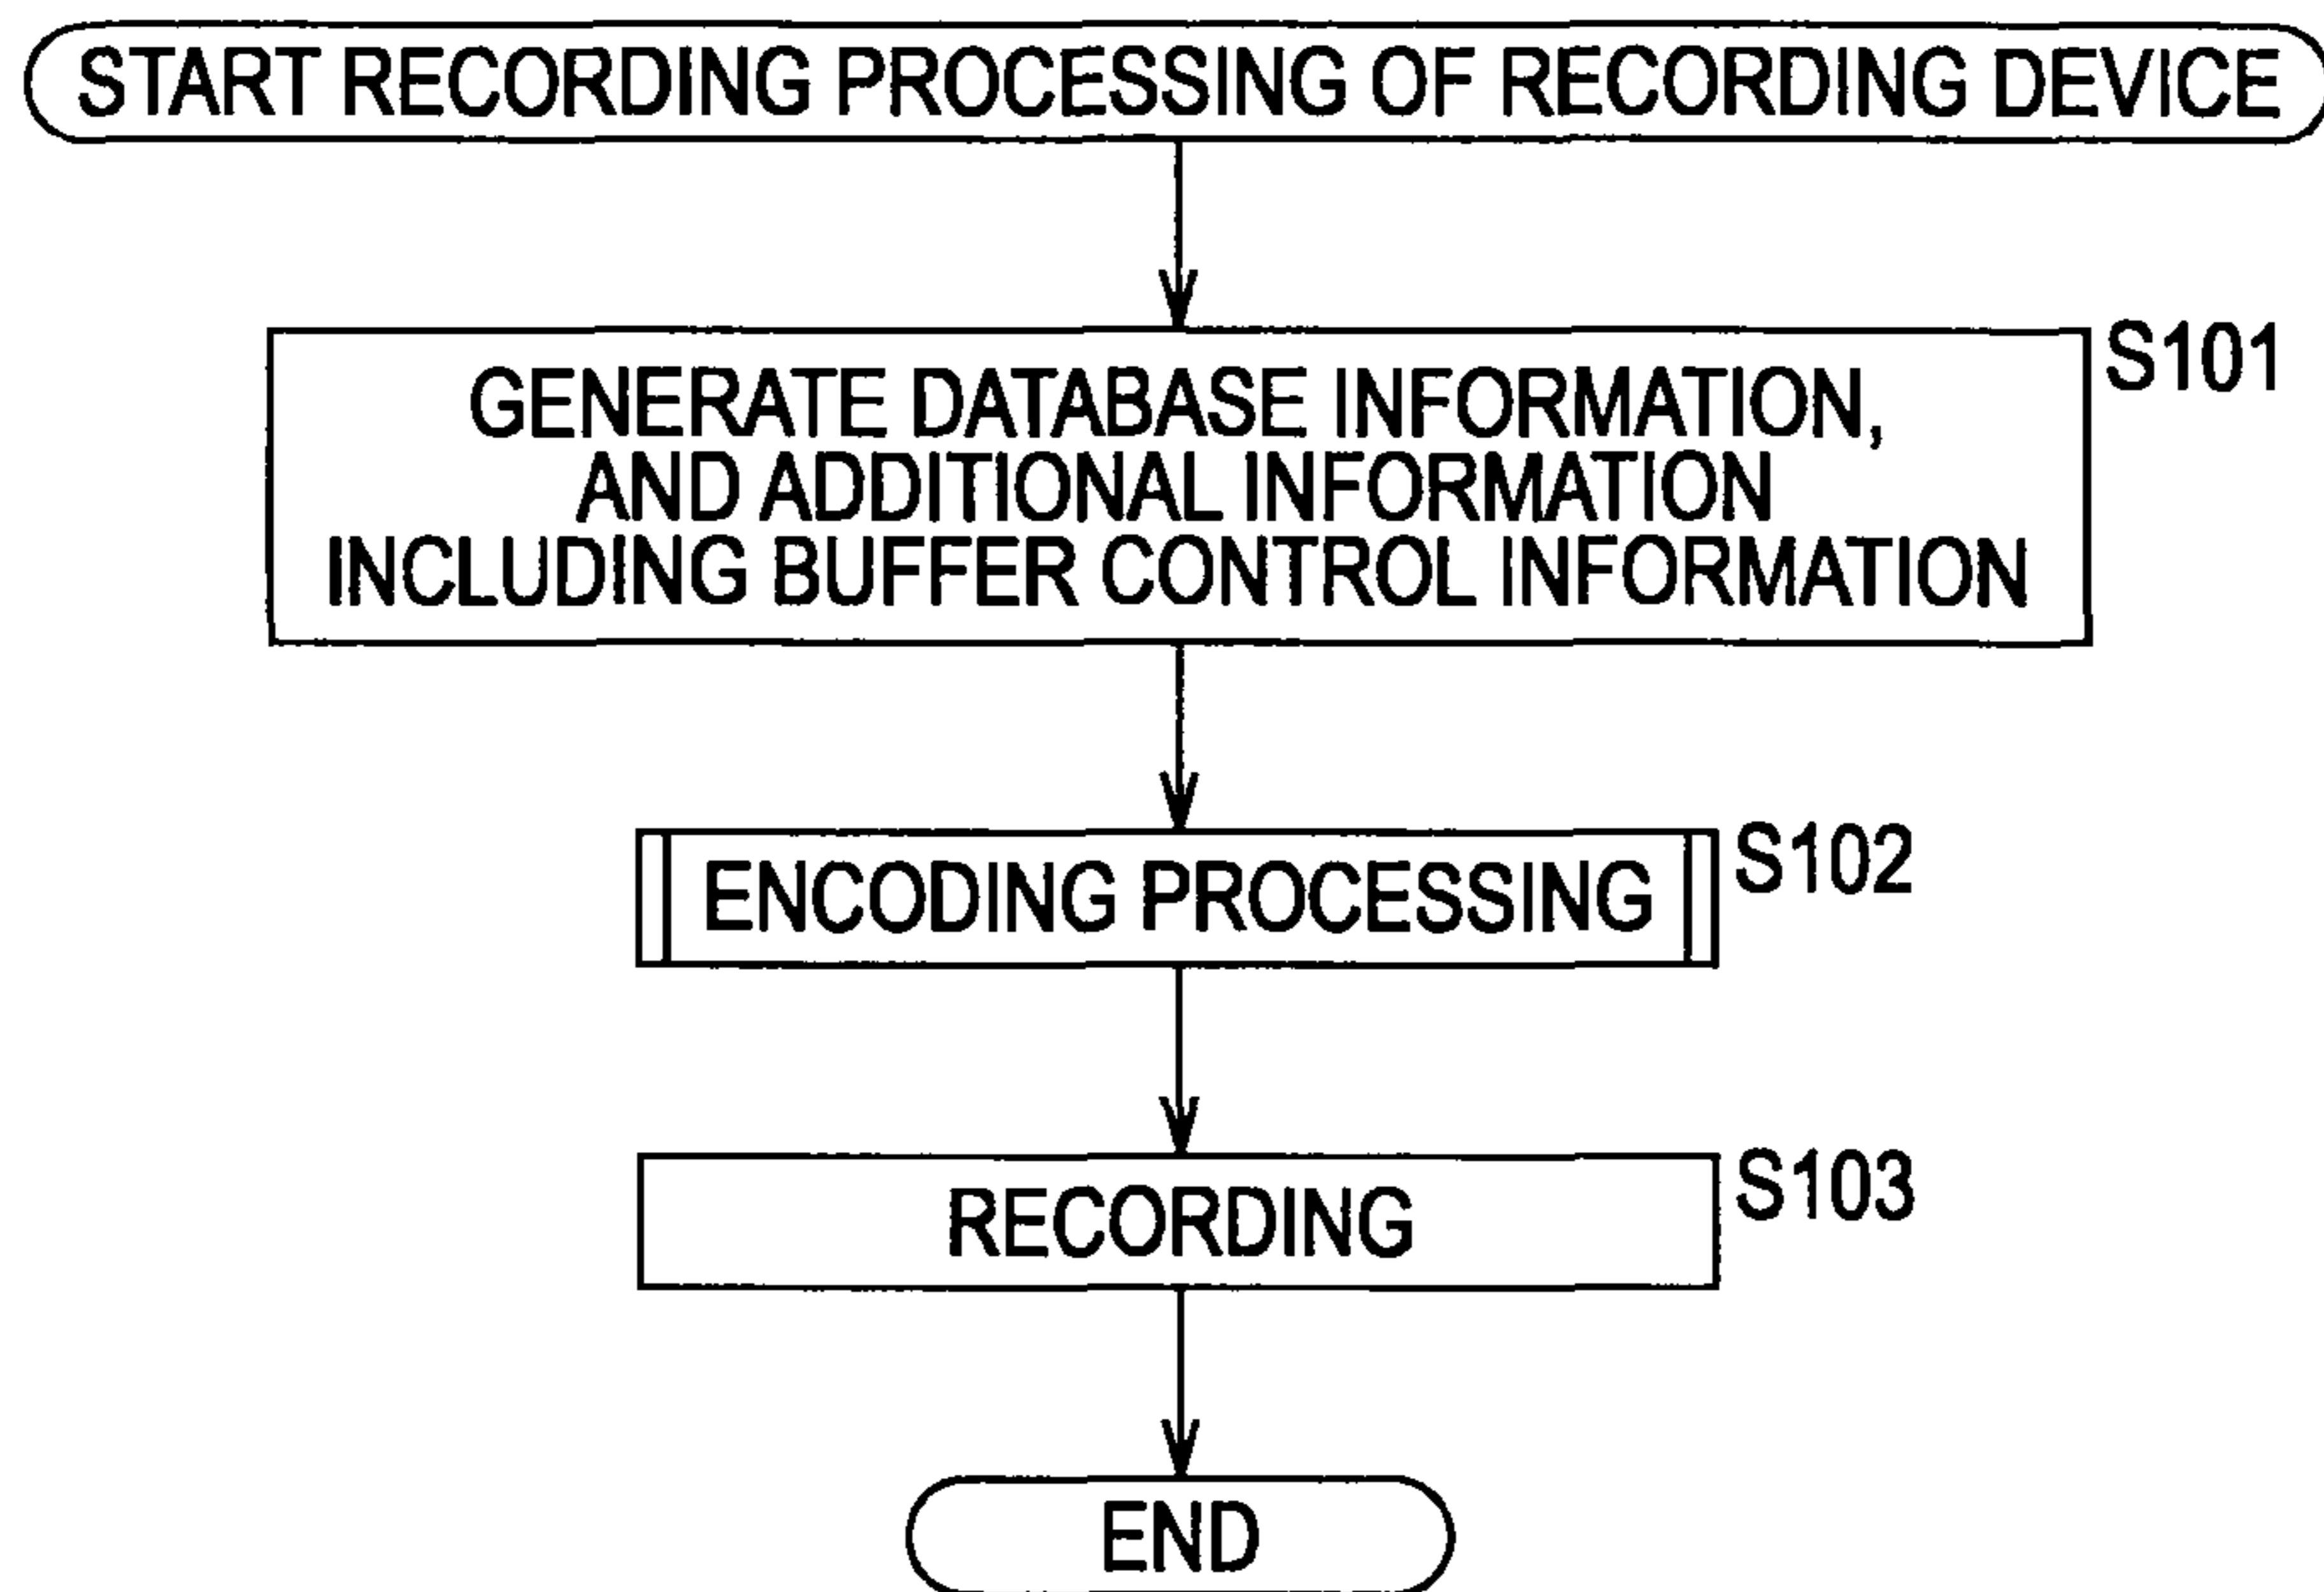 START RECORDING PROCESSING OF RECORDING DEVICE
S101
GENERATE DATABASE INFORMATION,
AND ADDITIONAL INFORMATION
INCLUDING BUFFER CONTROL INFORMATION
S102
ENCODING PROCESSING
S103
RECORDING
END